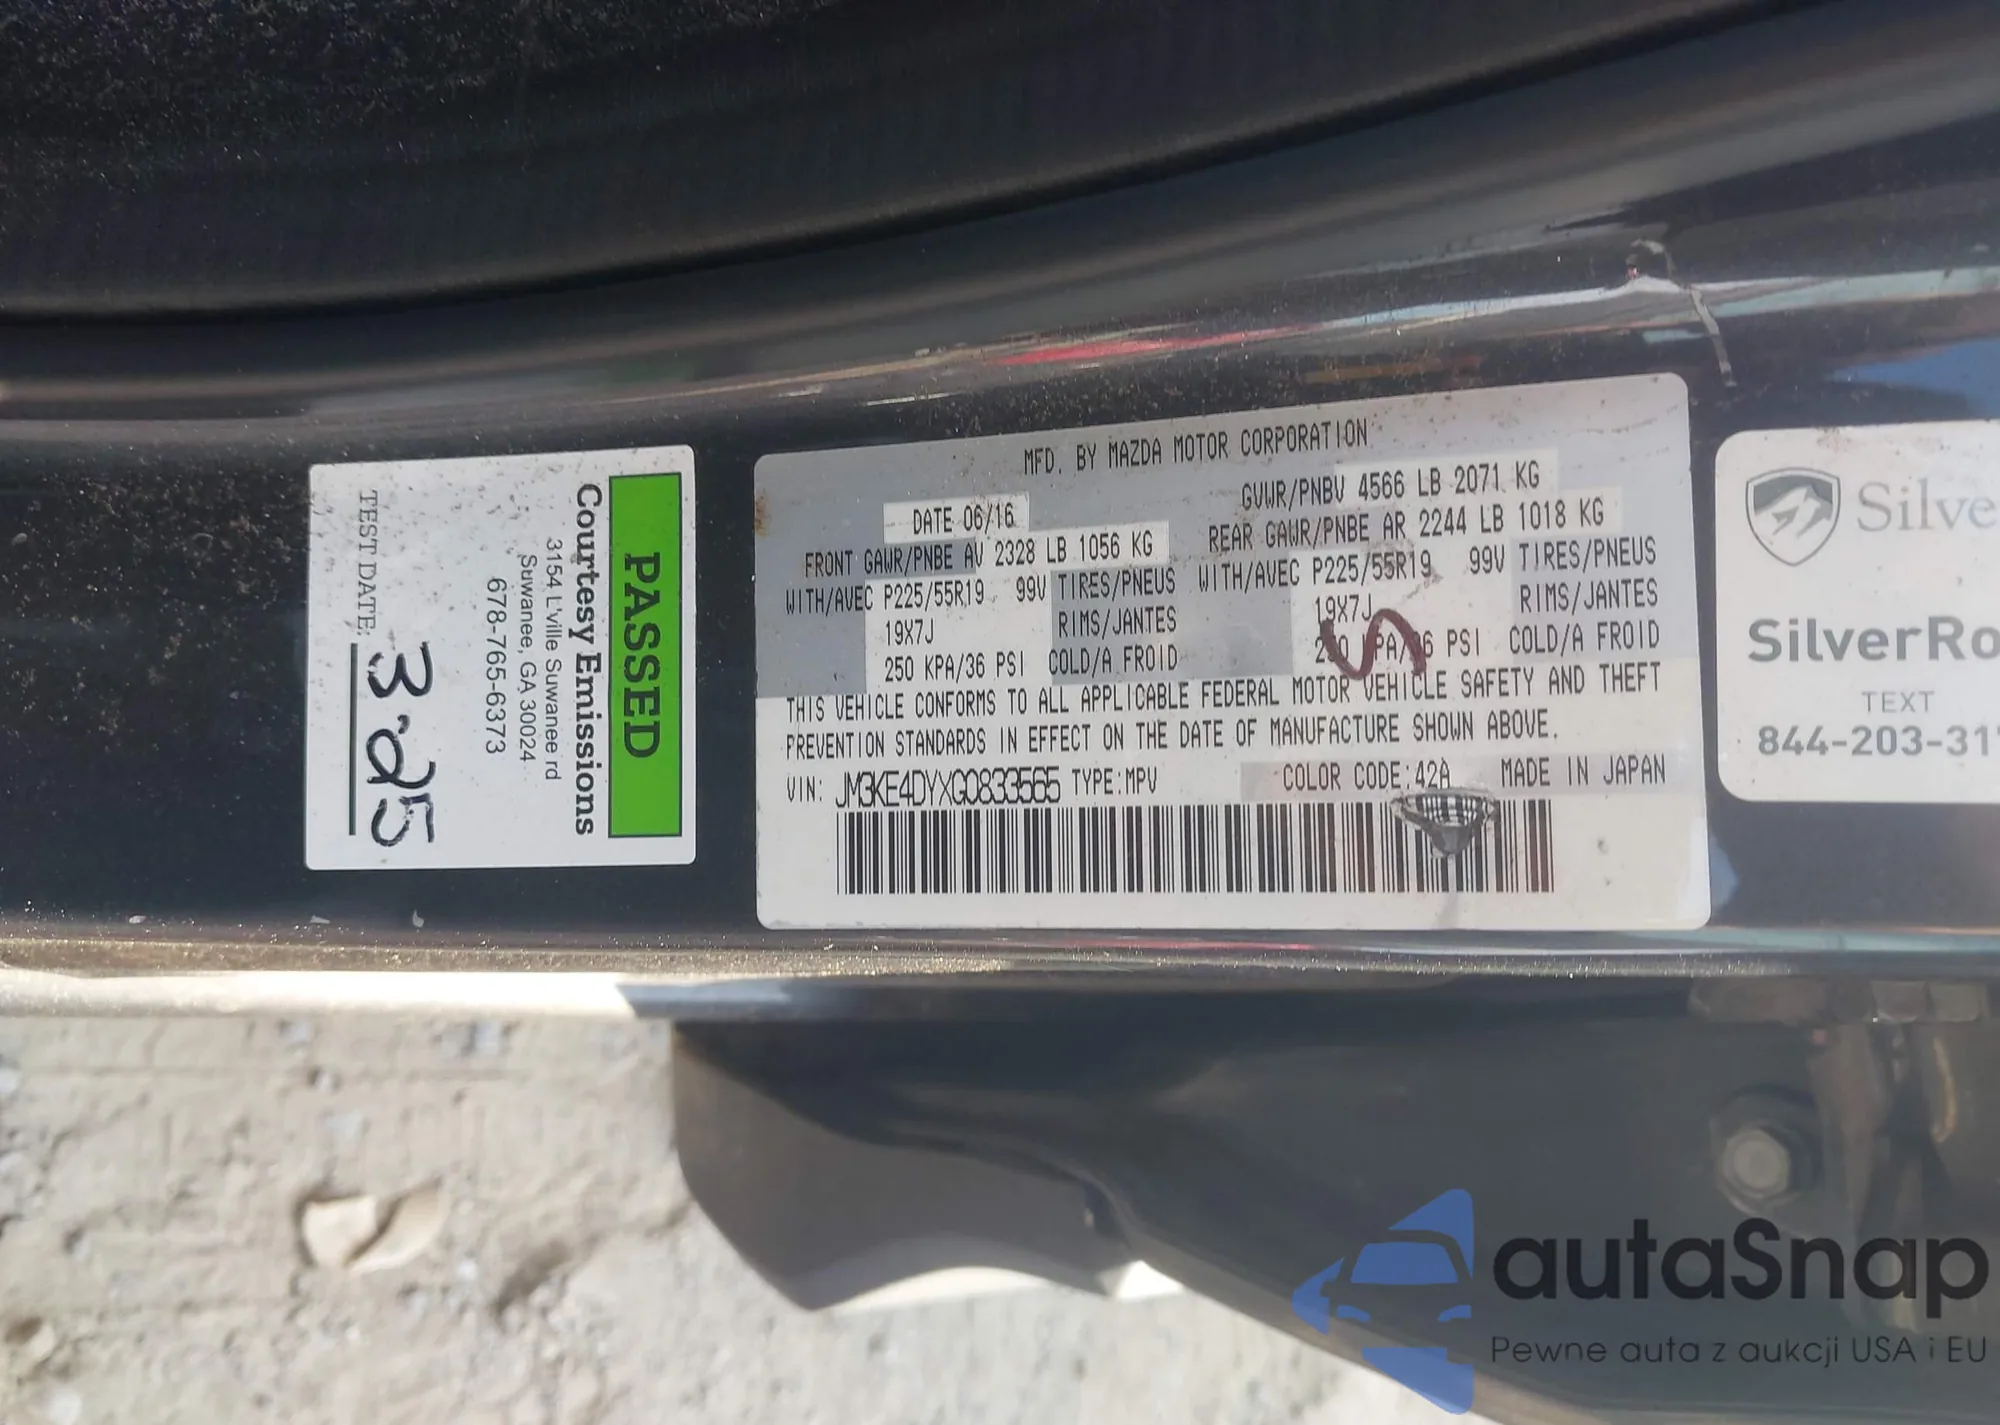 PASSED
Courtesy Emissions
3154 L'ville Suwanee rd
Suwanee, GA 30024
678-765-6373
TEST DATE: 3·25
MFD. BY MAZDA MOTOR CORPORATION
DATE 06/16
GVWR/PNBV 4566 LB 2071 KG
FRONT GAWR/PNBE AV 2328 LB 1056 KG
WITH/AVEC P225/55R19 99V TIRES/PNEUS
19X7J RIMS/JANTES
250 KPA/36 PSI COLD/A FROID
REAR GAWR/PNBE AR 2244 LB 1018 KG
WITH/AVEC P225/55R19 99V TIRES/PNEUS
19X7J RIMS/JANTES
PSI COLD/A FROID
THIS VEHICLE CONFORMS TO ALL APPLICABLE FEDERAL MOTOR VEHICLE SAFETY AND THEFT
PREVENTION STANDARDS IN EFFECT ON THE DATE OF MANUFACTURE SHOWN ABOVE.
VIN: JM3KE4DYXG0833565 TYPE:MPV COLOR CODE:42A MADE IN JAPAN
Silve
SilverRo
TEXT
844-203-31
autaSnap
Pewne auta z aukcji USA i EU